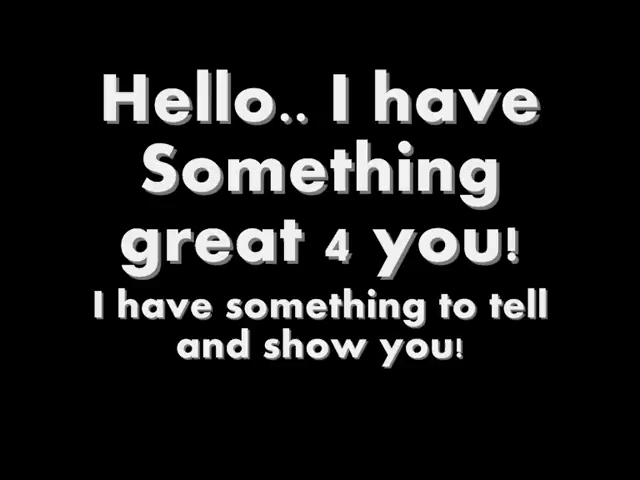 Hello.. I have
Something
great 4 you!
I have something to tell
and show you!